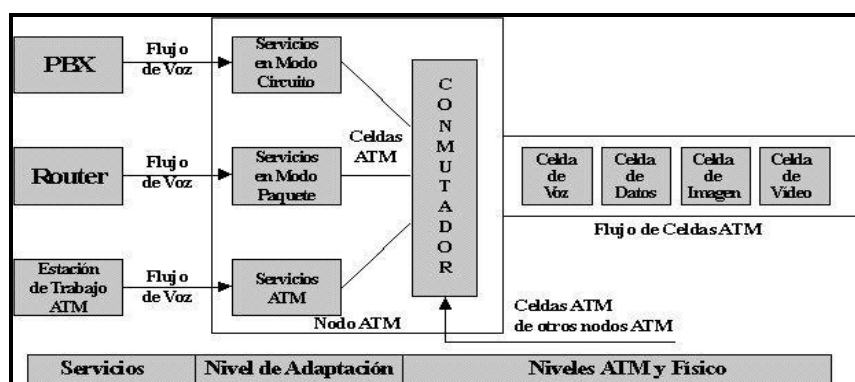 PBX
Flujo
de Voz
Servicios
en Modo
Circuito
Router
Flujo
de Voz
Servicios
en Modo
Paquete
Estación
de Trabajo
ATM
Flujo
de Voz
Servicios
ATM
Celdas
ATM
CONMUTADOR
Nodo ATM
Celda
de
Voz
Celda
de
Datos
Celda
de
Imagen
Celda
de
Video
Flujo de Celdas ATM
Celdas ATM
de otros nodos ATM
Servicios
Nivel de Adaptación
Niveles ATM y Físico